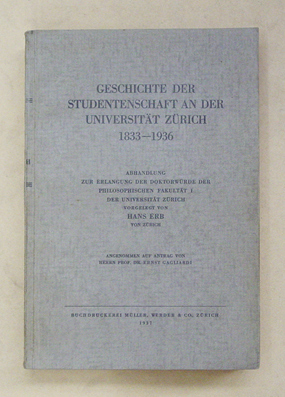 GESCHICHTE DER
STUDENTENSCHAFT AN DER
UNIVERSITÄT ZÜRICH
1833—1936
ABHANDLUNG
ZUR ERLANGUNG DER DOKTORWÜRDE DER
PHILOSOPHISCHEN FAKULTÄT I
DER UNIVERSITÄT ZÜRICH
VORGELEGT VON
HANS ERB
VON ZÜRICH
ANGENOMMEN AUF ANTRAG VON
HERRN PROF. DR. ERNST GAGLIARDI
BUCHDRUCKEREI MÜLLER, WERDER & CO., ZÜRICH
1937